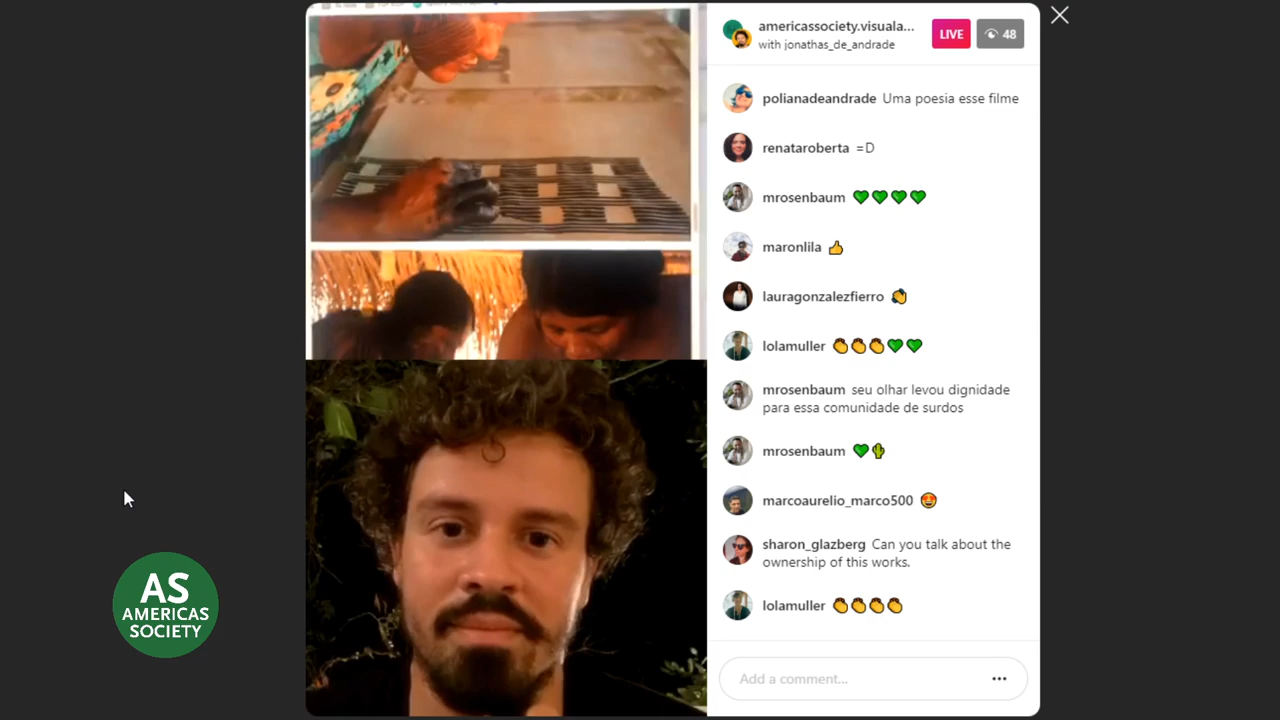 americassociety.visuala...
with jonathas_de_andrade
LIVE
48
polianadeandrade Uma poesia esse filme
renataroberta =D
mrosenbaum 💚💚💚💚
maronlila 👍
lauragonzalezfierro 👏
lolamuller 👏👏👏💚💚
mrosenbaum seu olhar levou dignidade
para essa comunidade de surdos
mrosenbaum 💚🌵
marcoaurelio_marco500 🤩
sharon_glazberg Can you talk about the
ownership of this works.
lolamuller 👏👏👏👏
Add a comment...
AS
AMERICAS
SOCIETY